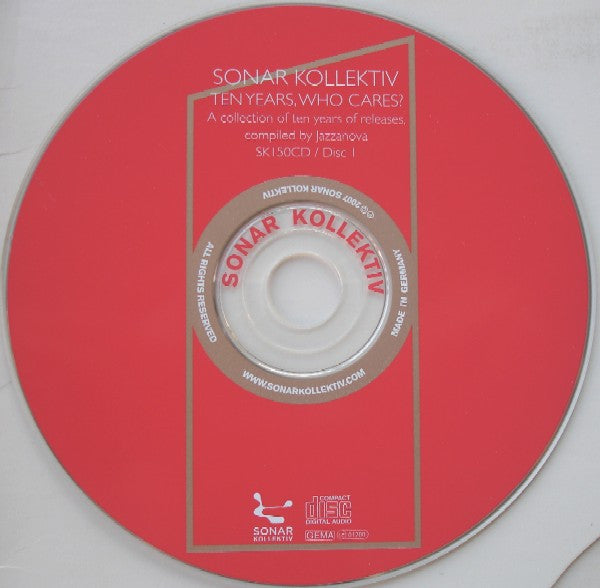 SONAR KOLLEKTIV
TEN YEARS, WHO CARES?
A collection of ten years of releases,
compiled by Jazzanova
SK150CD / Disc 1
℗© 2007 SONAR KOLLEKTIV
SONAR KOLLEKTIV
ALL RIGHTS RESERVED
MADE I'M GERMANY
WWW.SONARKOLLEKTIV.COM
SONAR
KOLLEKTIV
COMPACT
disc
DIGITAL AUDIO
GEMA